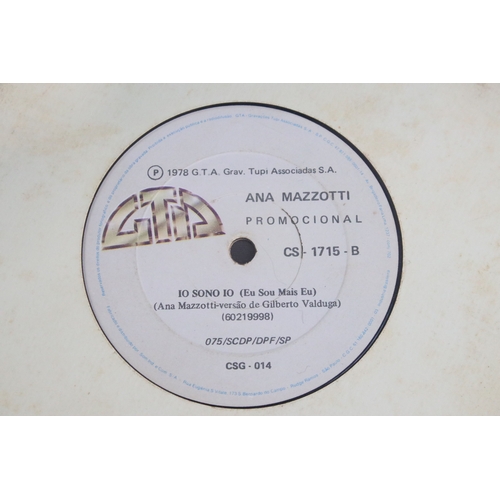 Ⓟ 1978 G.T.A. Grav. Tupi Associadas S.A.
GTA
ANA MAZZOTTI
PROMOCIONAL
CS - 1715 - B
IO SONO IO (Eu Sou Mais Eu)
(Ana Mazzotti-versão de Gilberto Valduga)
(60219998)
075/SCDP/DPF/SP
CSG - 014